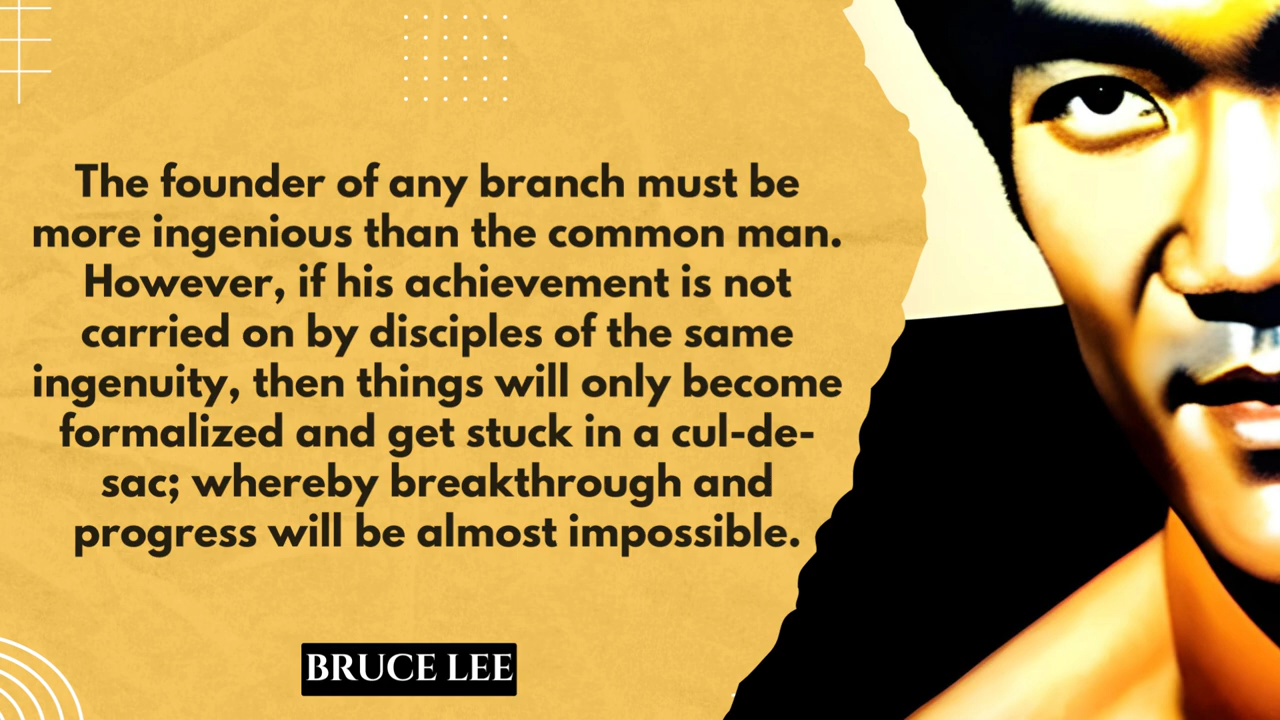 The founder of any branch must be
more ingenious than the common man.
However, if his achievement is not
carried on by disciples of the same
ingenuity, then things will only become
formalized and get stuck in a cul-de-
sac; whereby breakthrough and
progress will be almost impossible.
BRUCE LEE